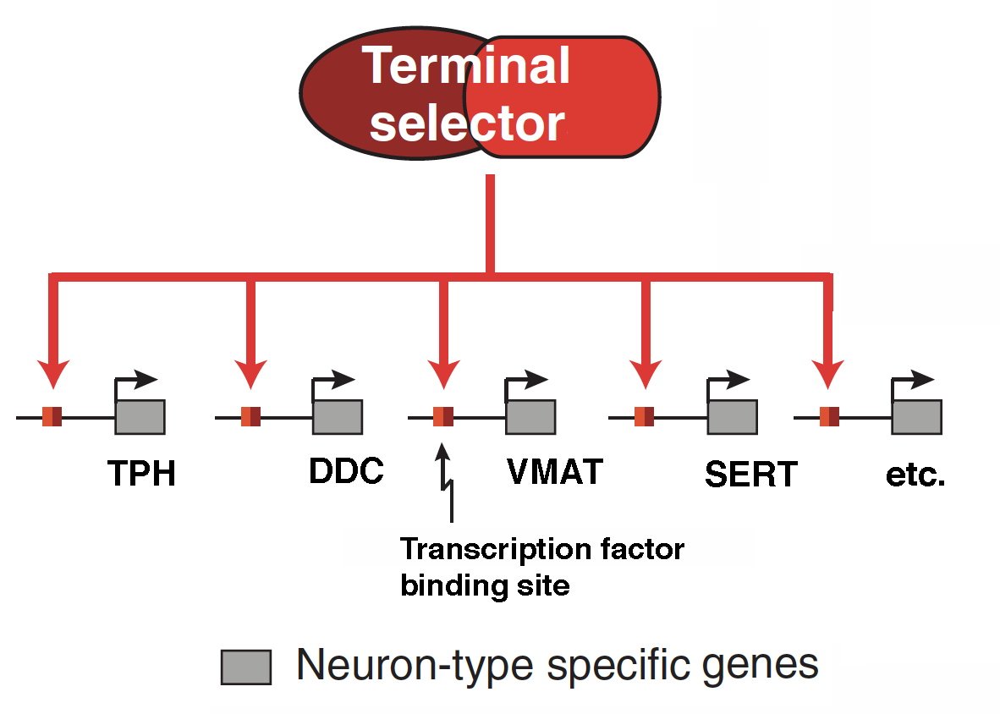 Terminal
selector
TPH
DDC
VMAT
SERT
etc.
Transcription factor
binding site
Neuron-type specific genes